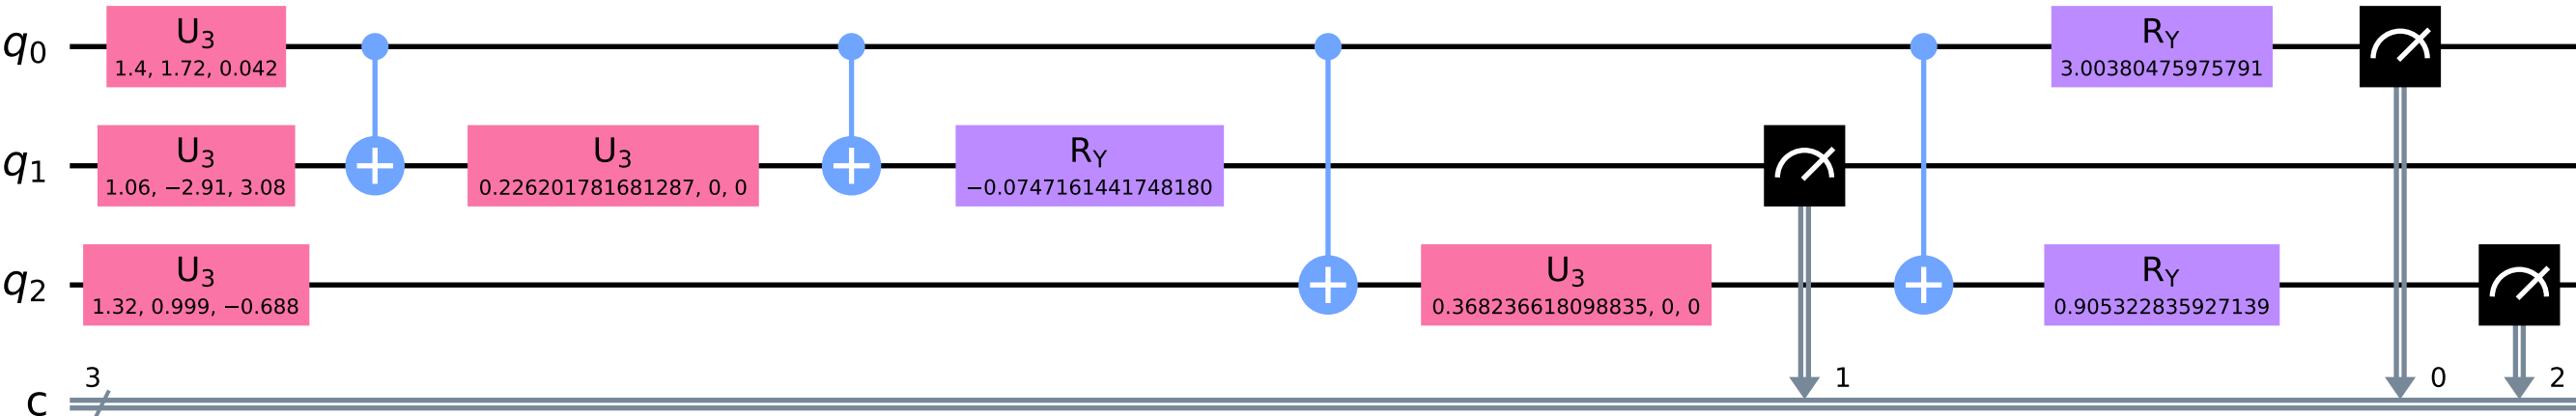 q0 U3 RY
1.4, 1.72, 0.042 3.00380475975791
q1 U3 U3 RY
1.06, −2.91, 3.08 0.226201781681287, 0, 0 −0.0747161441748180
q2 U3 U3 RY
1.32, 0.999, −0.688 0.368236618098835, 0, 0 0.905322835927139
3 1 0 2
c